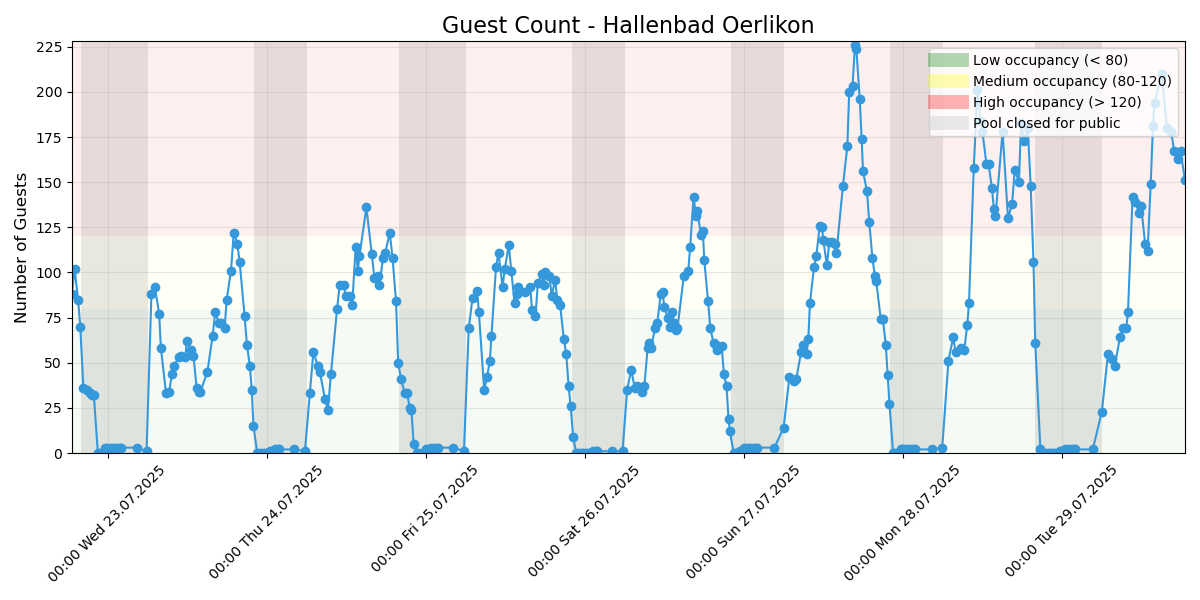 Guest Count - Hallenbad Oerlikon
Number of Guests
225
200
175
150
125
100
75
50
25
0
Low occupancy (< 80)
Medium occupancy (80-120)
High occupancy (> 120)
Pool closed for public
00:00 Wed 23.07.2025
00:00 Thu 24.07.2025
00:00 Fri 25.07.2025
00:00 Sat 26.07.2025
00:00 Sun 27.07.2025
00:00 Mon 28.07.2025
00:00 Tue 29.07.2025